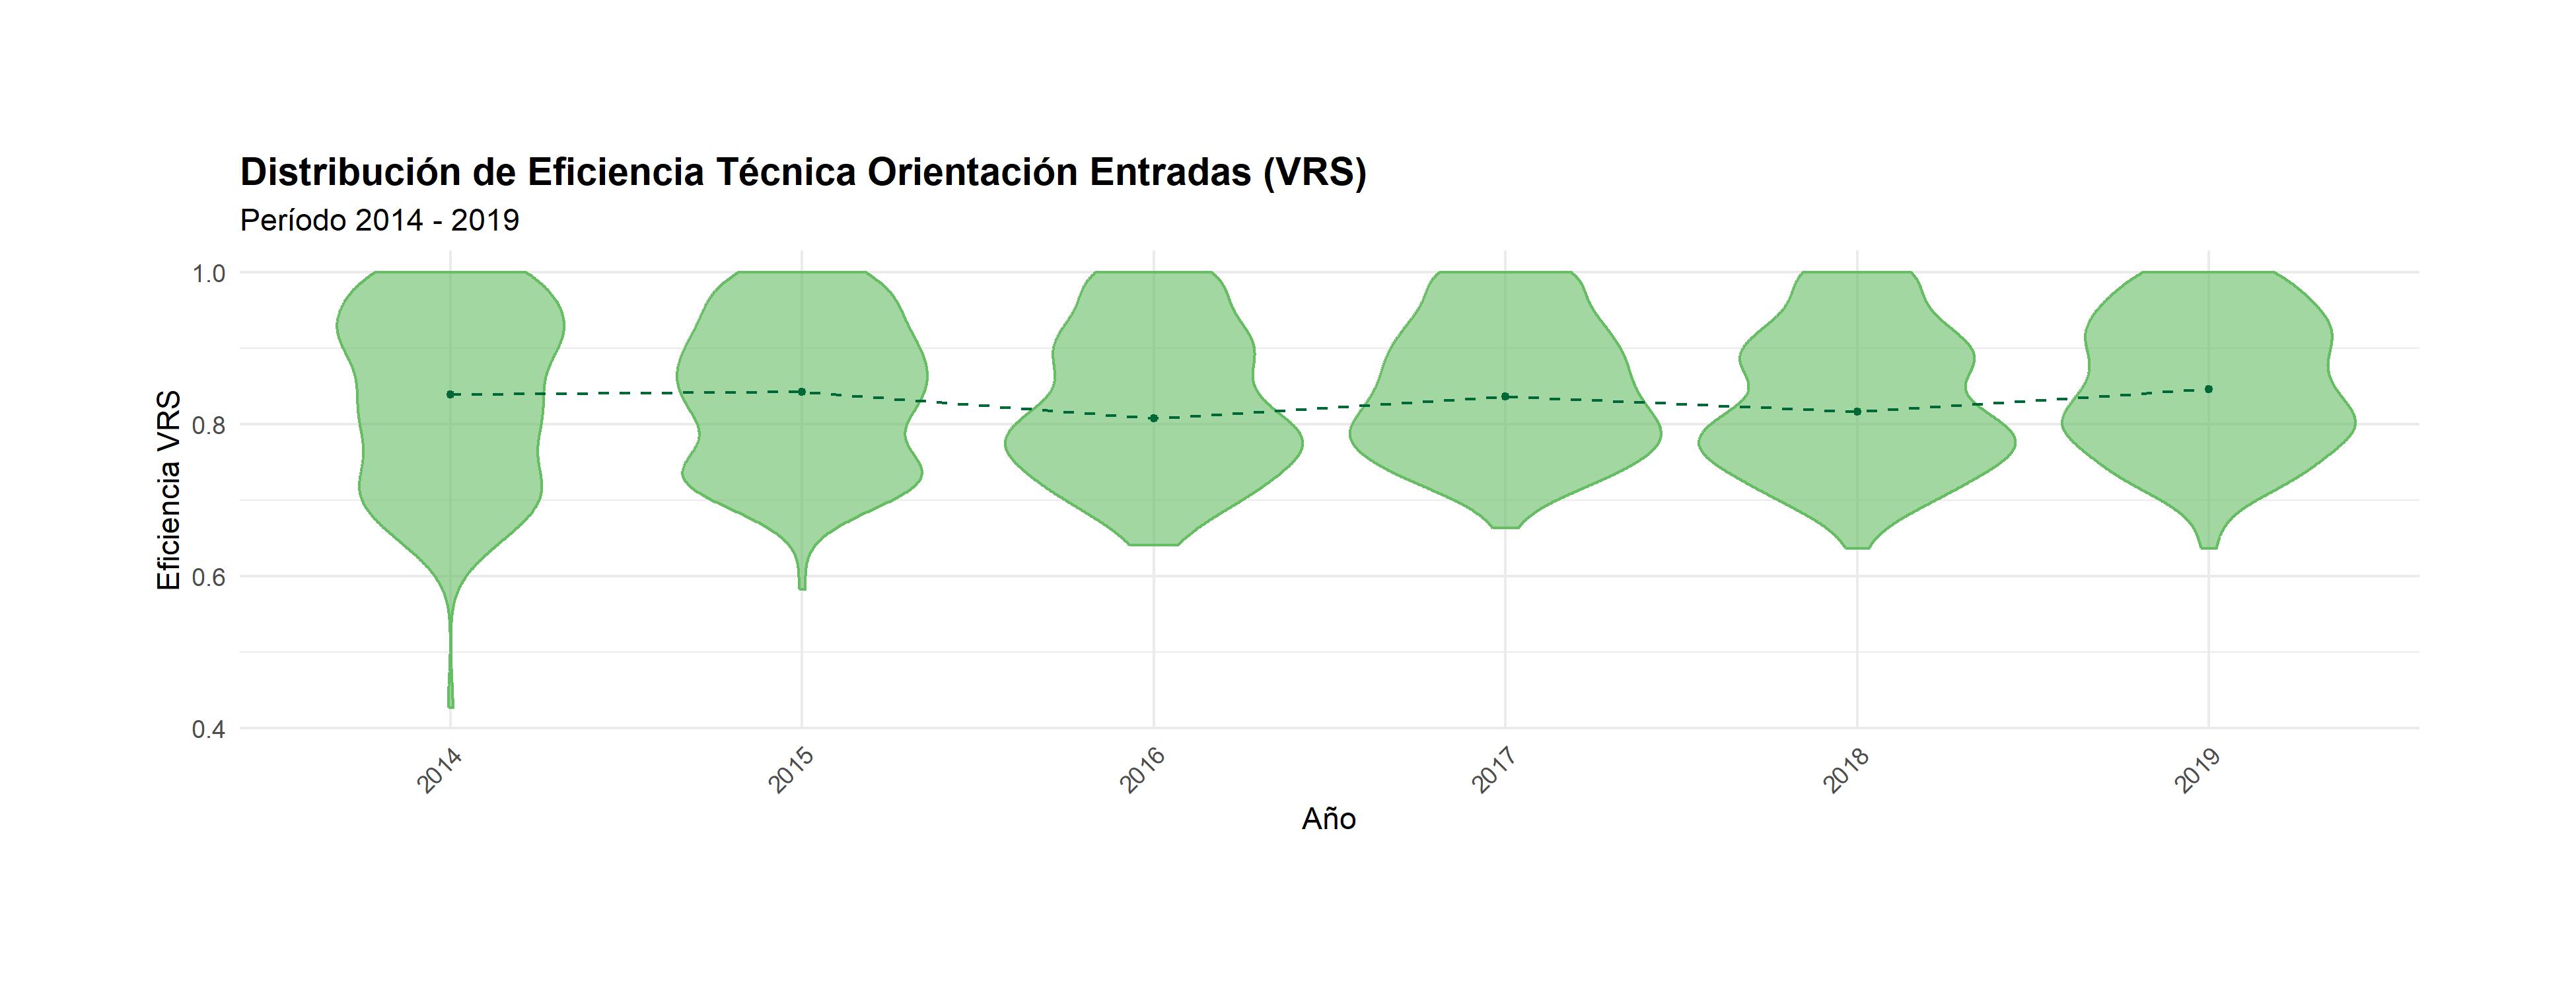 Distribución de Eficiencia Técnica Orientación Entradas (VRS)
Período 2014 - 2019
Eficiencia VRS
1.0
0.8
0.6
0.4
2014
2015
2016
2017
2018
2019
Año